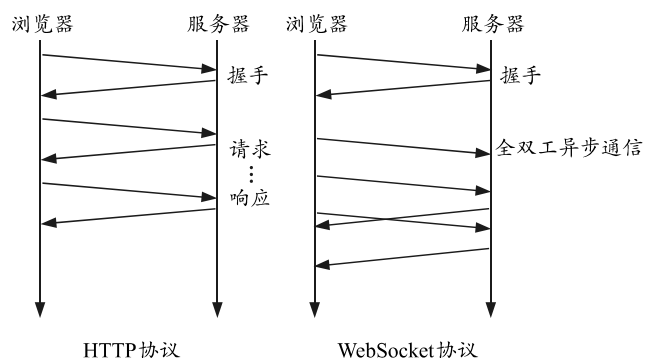 浏览器 服务器 浏览器 服务器
握手 握手
请求 全双工异步通信
⋮
响应
HTTP协议 WebSocket协议